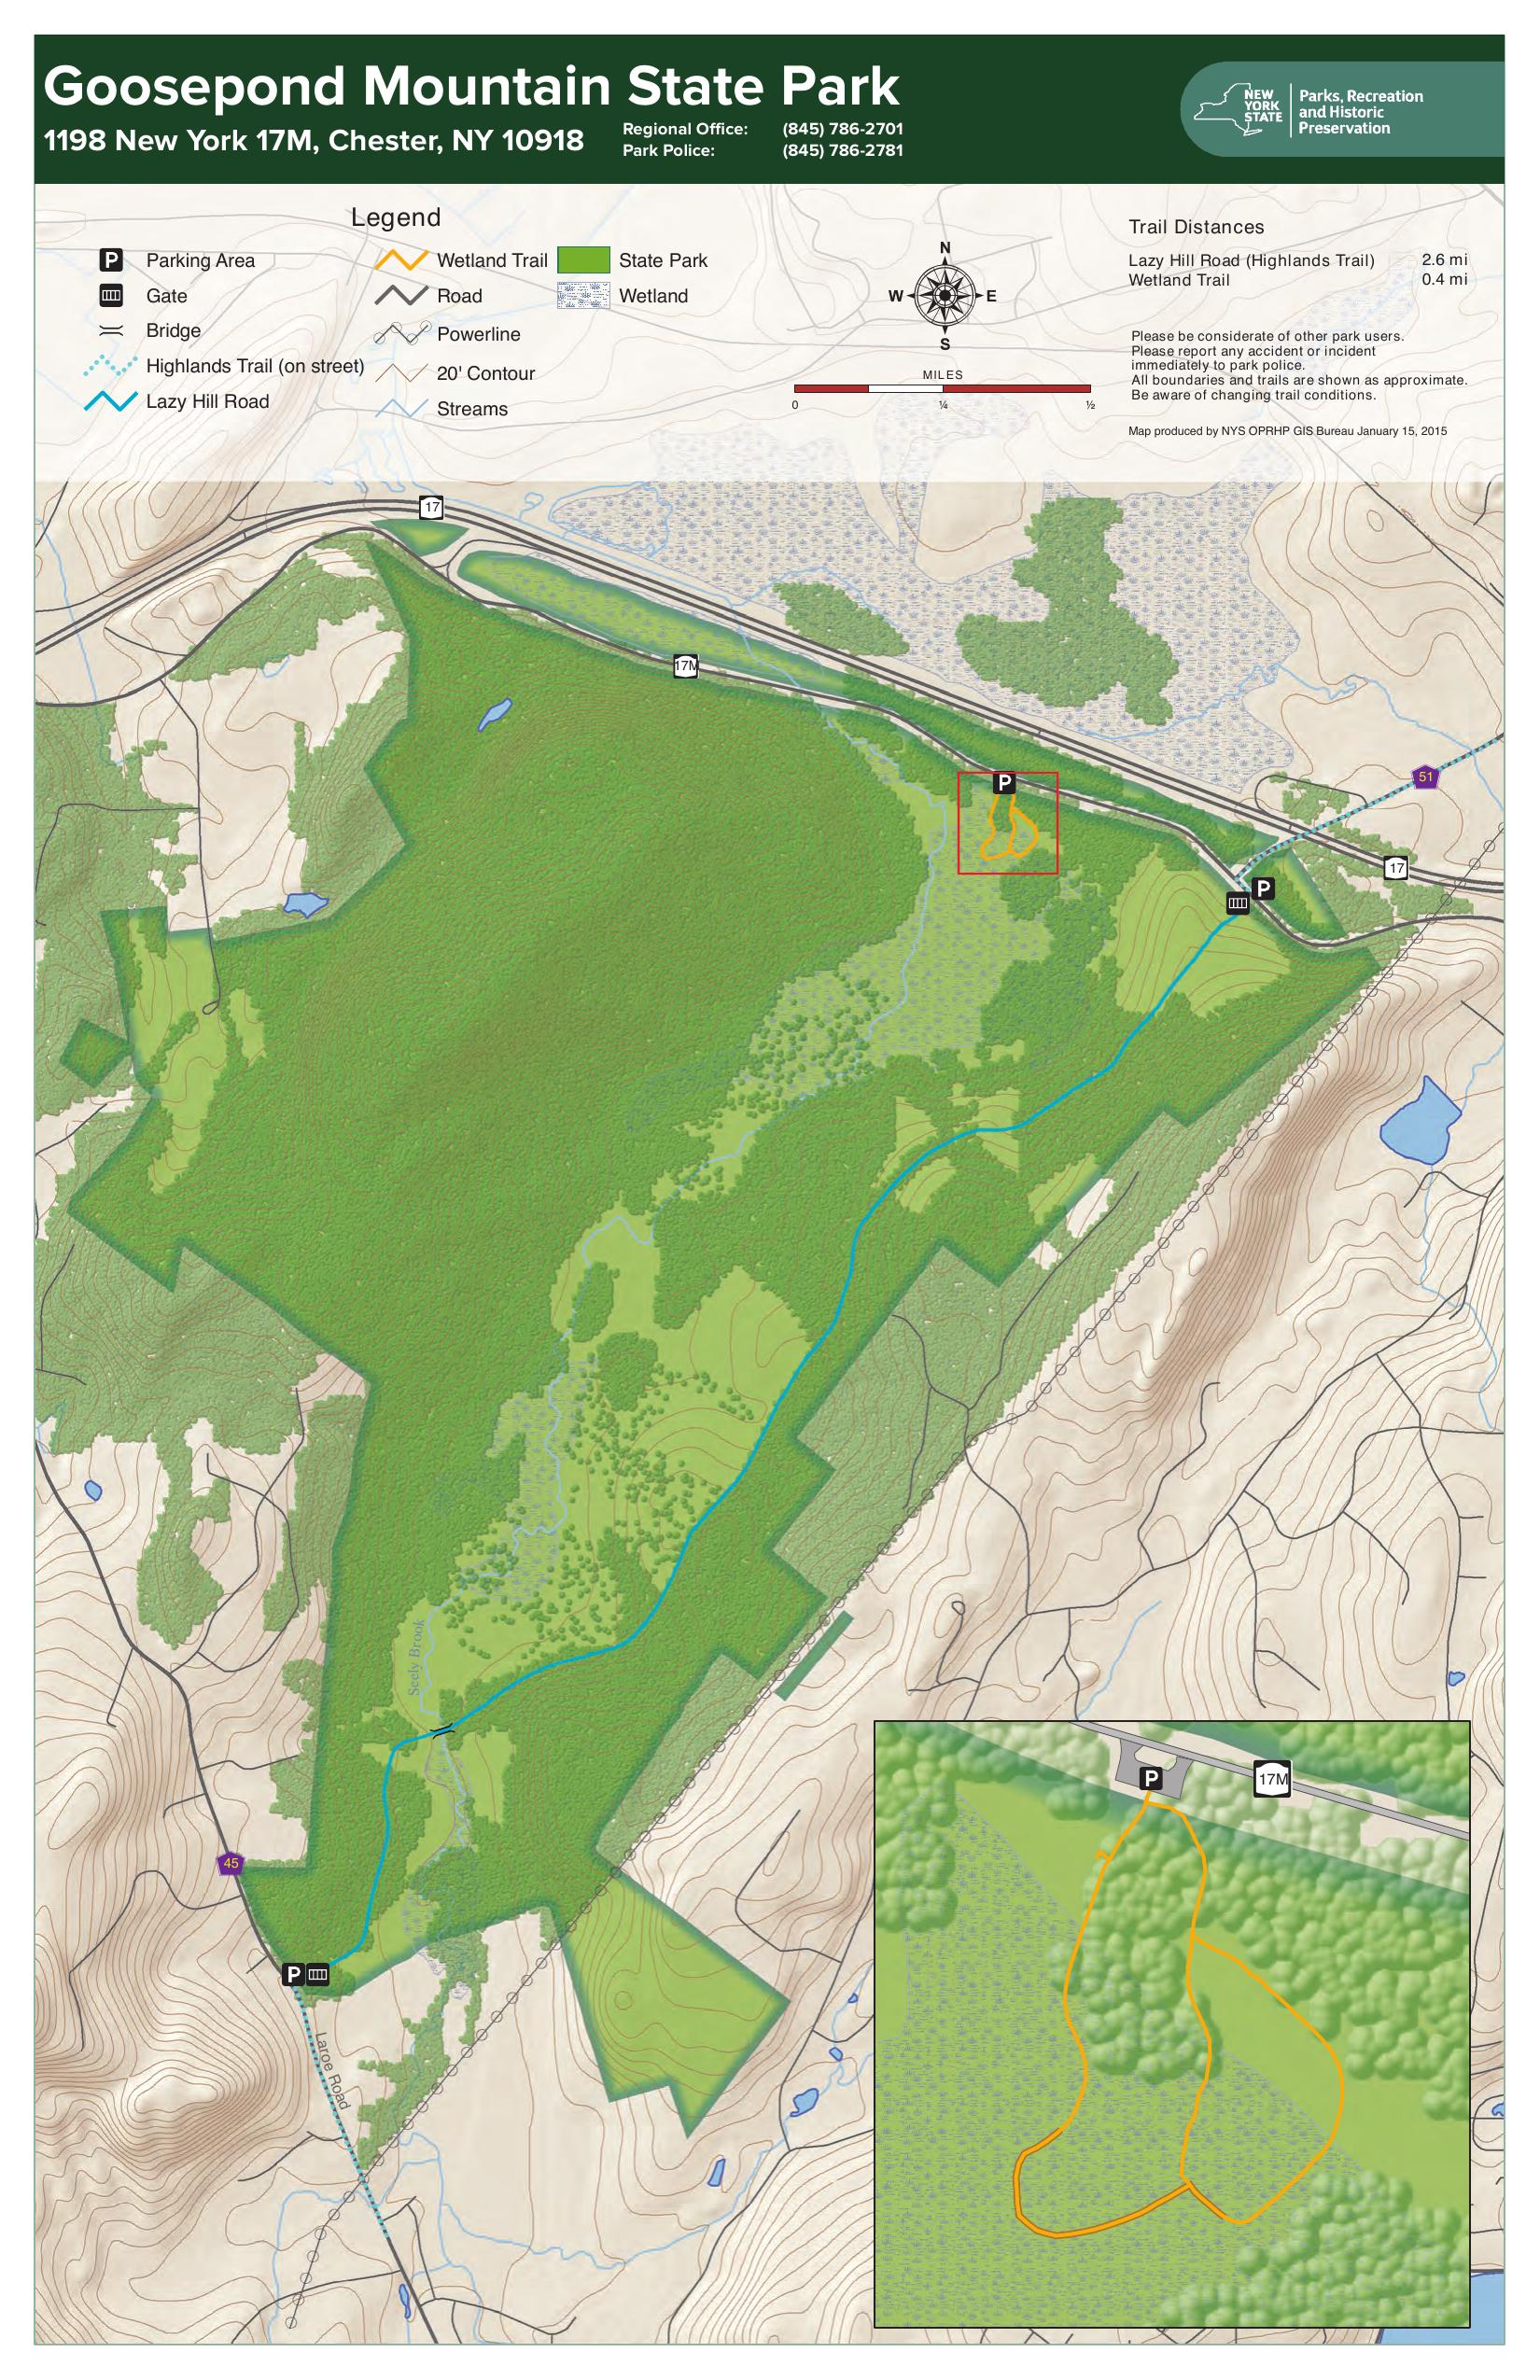 Goosepond Mountain State Park
1198 New York 17M, Chester, NY 10918
Regional Office: (845) 786-2701
Park Police: (845) 786-2781
NEW
YORK
STATE
Parks, Recreation
and Historic
Preservation
Legend
P Parking Area
Gate
Bridge
Highlands Trail (on street)
Lazy Hill Road
Wetland Trail
Road
Powerline
20' Contour
Streams
State Park
Wetland
N
W E
S
MILES
0 ¼ ½
Trail Distances
Lazy Hill Road (Highlands Trail) 2.6 mi
Wetland Trail 0.4 mi
Please be considerate of other park users.
Please report any accident or incident
immediately to park police.
All boundaries and trails are shown as approximate.
Be aware of changing trail conditions.
Map produced by NYS OPRHP GIS Bureau January 15, 2015
17
17M
P
51
17
P
Seely Brook
P
17M
45
P
Laroe Road